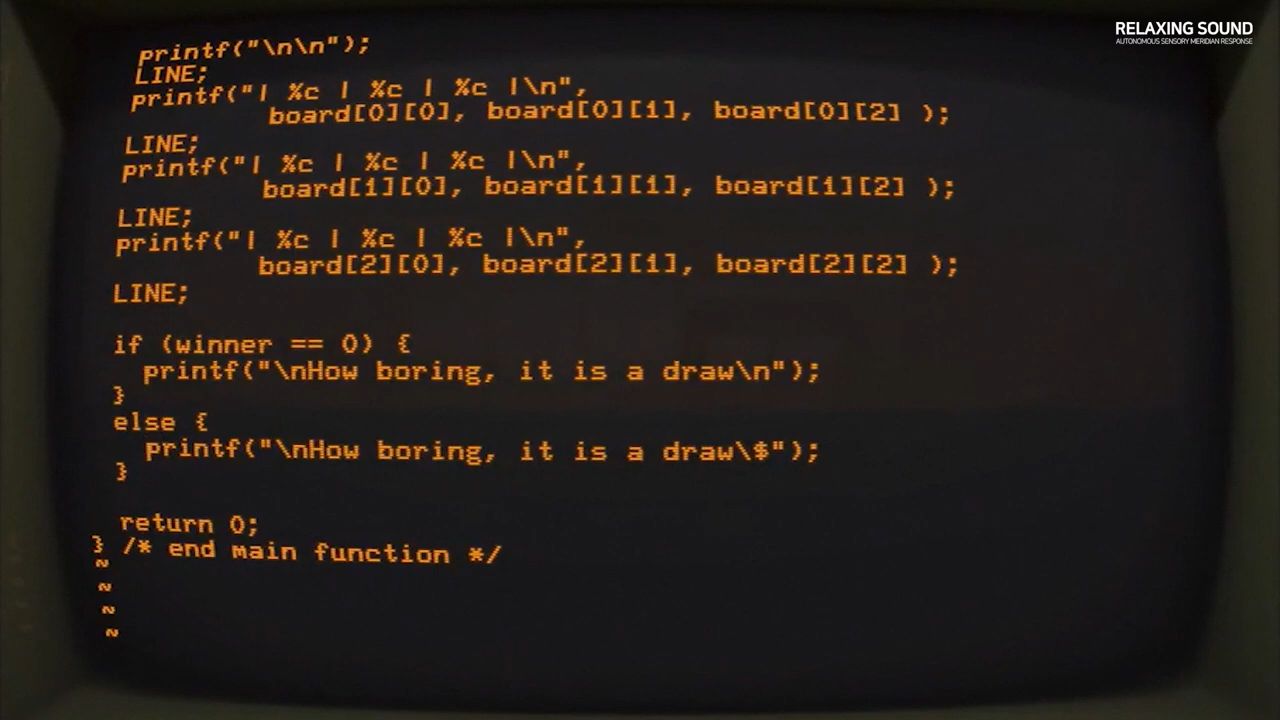 RELAXING SOUND
AUTONOMOUS SENSORY MERIDIAN RESPONSE
printf("\n\n");
LINE;
printf("| %c | %c | %c |\n",
board[0][0], board[0][1], board[0][2] );
LINE;
printf("| %c | %c | %c |\n",
board[1][0], board[1][1], board[1][2] );
LINE;
printf("| %c | %c | %c |\n",
board[2][0], board[2][1], board[2][2] );
LINE;
if (winner == 0) {
printf("\nHow boring, it is a draw\n");
}
else {
printf("\nHow boring, it is a draw\$");
}
return 0;
} /* end main function */
~
~
~
~